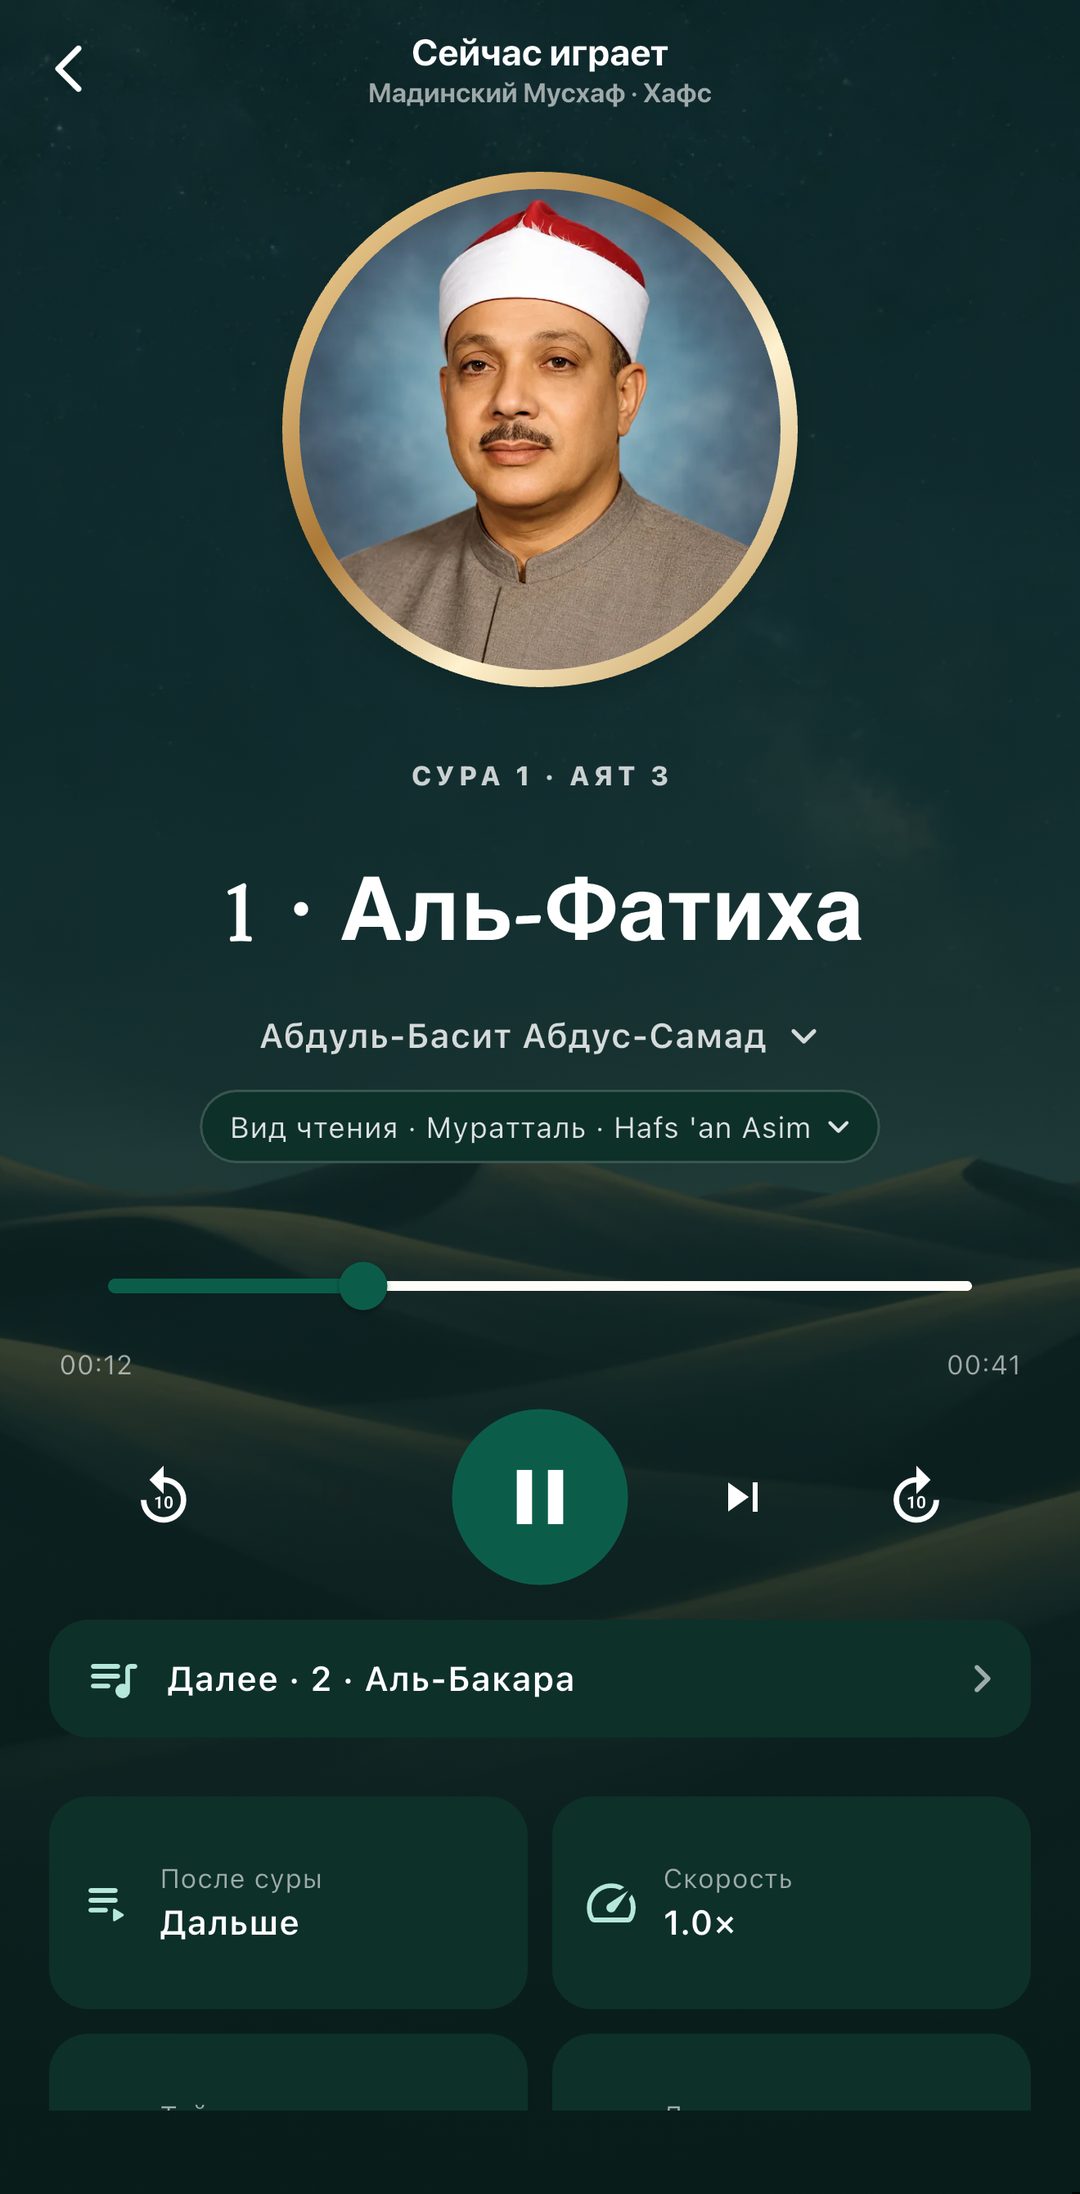 Сейчас играет
Мадинский Мусхаф · Хафс
СУРА 1 · АЯТ 3
1 · Аль-Фатиха
Абдуль-Басит Абдус-Самад
Вид чтения · Муратталь · Hafs 'an Asim
00:12
00:41
10
10
Далее · 2 · Аль-Бакара
После суры
Дальше
Скорость
1.0×